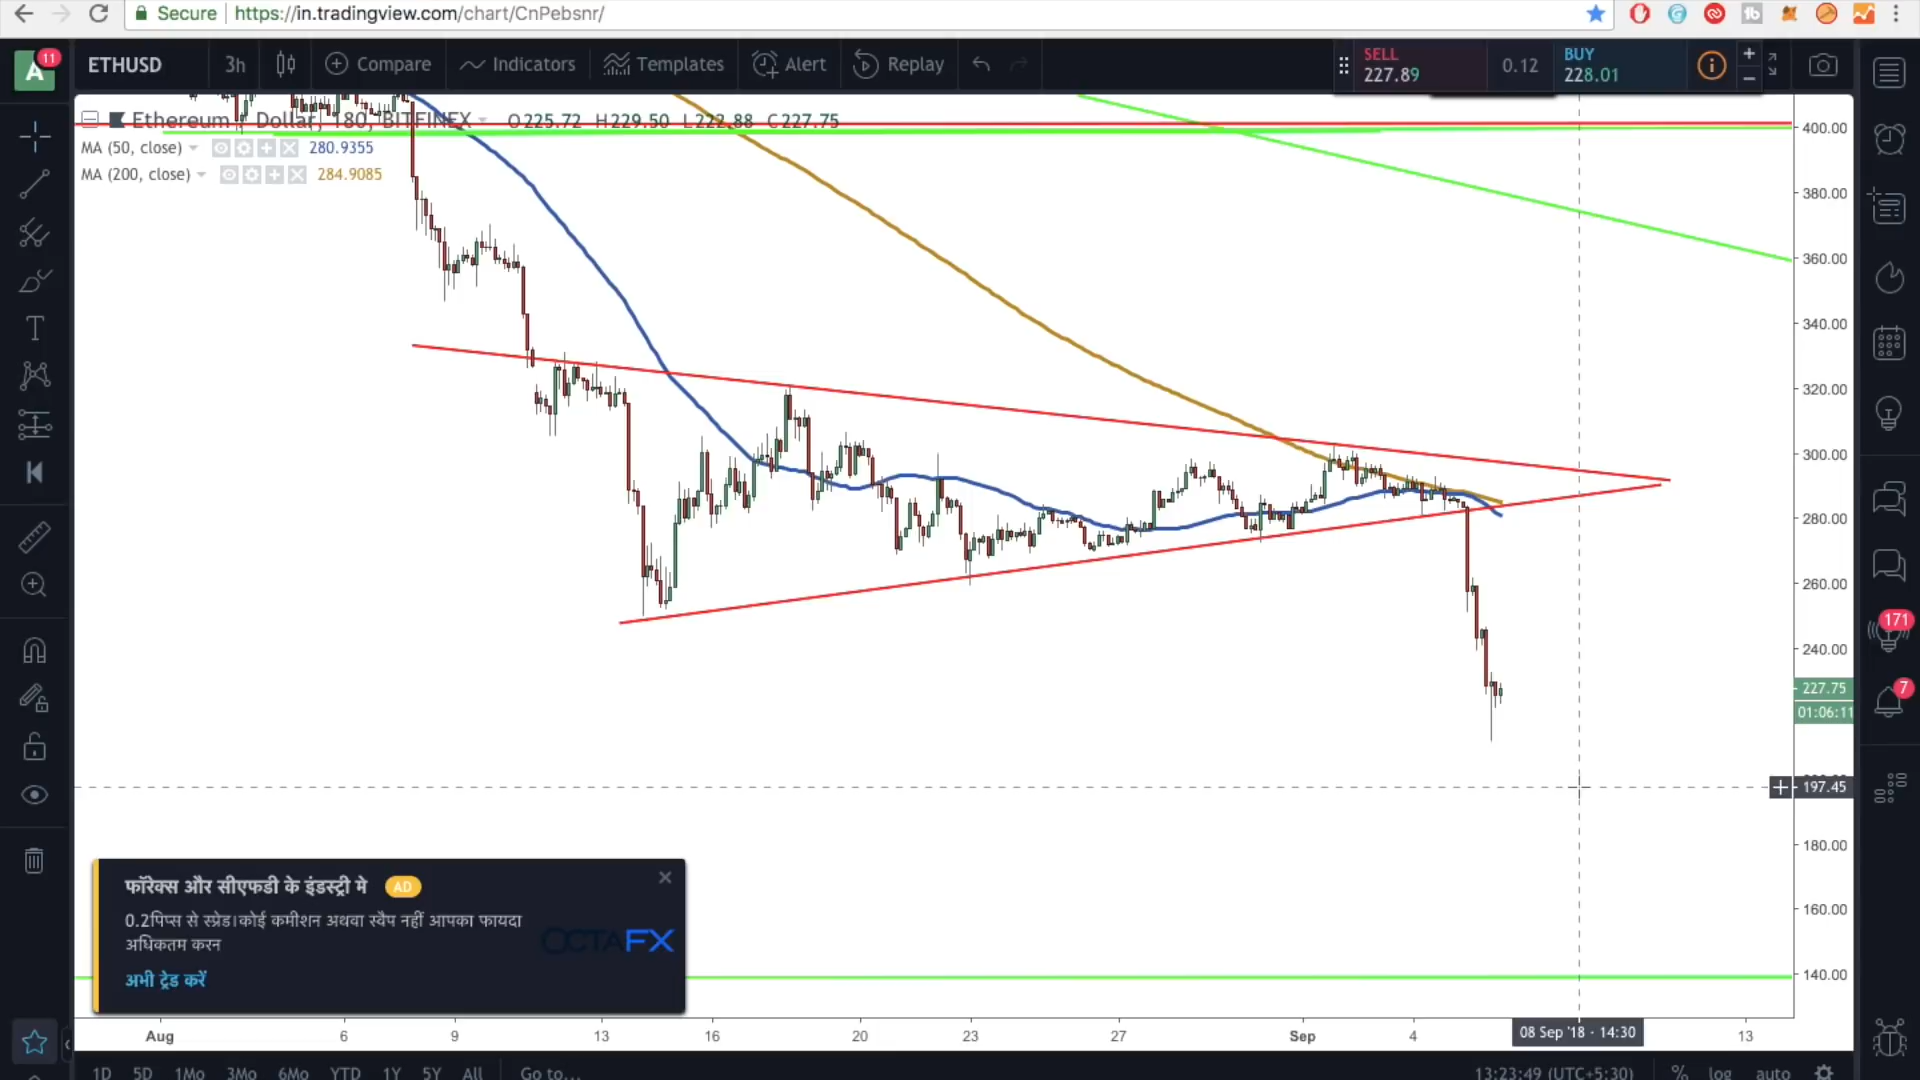 Secure https://in.tradingview.com/chart/CnPebsnr/
A 11 ETHUSD 3h Compare Indicators Templates Alert Replay SELL 227.89 0.12 BUY 228.01
Ethereum / Dollar, 180, BITFINEX O225.72 H229.50 L222.88 C227.75
MA (50, close) 280.9355
MA (200, close) 284.9085
400.00
380.00
360.00
340.00
320.00
300.00
280.00
260.00
240.00
171
7
227.75
01:06:11
197.45
180.00
160.00
140.00
फॉरेक्स और सीएफडी के इंडस्ट्री मे AD
0.2पिप्स से स्प्रेड।कोई कमीशन अथवा स्वैप नहीं आपका फायदा
अधिकतम करन
OCTAFX
अभी ट्रेड करें
Aug 6 9 13 16 20 23 27 Sep 4 08 Sep '18 - 14:30 13
1D 5D 1Mo 3Mo 6Mo YTD 1Y 5Y All Go to... 13:23:49 (UTC+5:30) % log auto